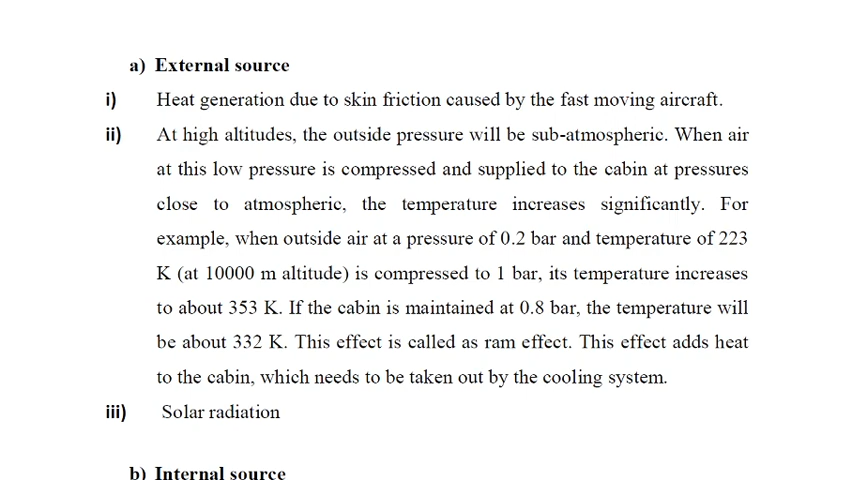 a) External source
i) Heat generation due to skin friction caused by the fast moving aircraft.
ii) At high altitudes, the outside pressure will be sub-atmospheric. When air
at this low pressure is compressed and supplied to the cabin at pressures
close to atmospheric, the temperature increases significantly. For
example, when outside air at a pressure of 0.2 bar and temperature of 223
K (at 10000 m altitude) is compressed to 1 bar, its temperature increases
to about 353 K. If the cabin is maintained at 0.8 bar, the temperature will
be about 332 K. This effect is called as ram effect. This effect adds heat
to the cabin, which needs to be taken out by the cooling system.
iii) Solar radiation
b) Internal source